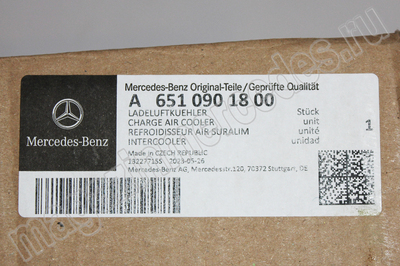 Mercedes-Benz Original-Teile/Geprüfte Qualität
A 651 090 18 00
LADELUFTKUEHLER Stück
CHARGE AIR COOLER unit
REFROIDISSEUR AIR SURALIM unité
INTERCOOLER unidad
1
Made in CZECH REPUBLIC
Mercedes-Benz AG, Mercedesstr.120, 70372 Stuttgart, DE
Mercedes-Benz